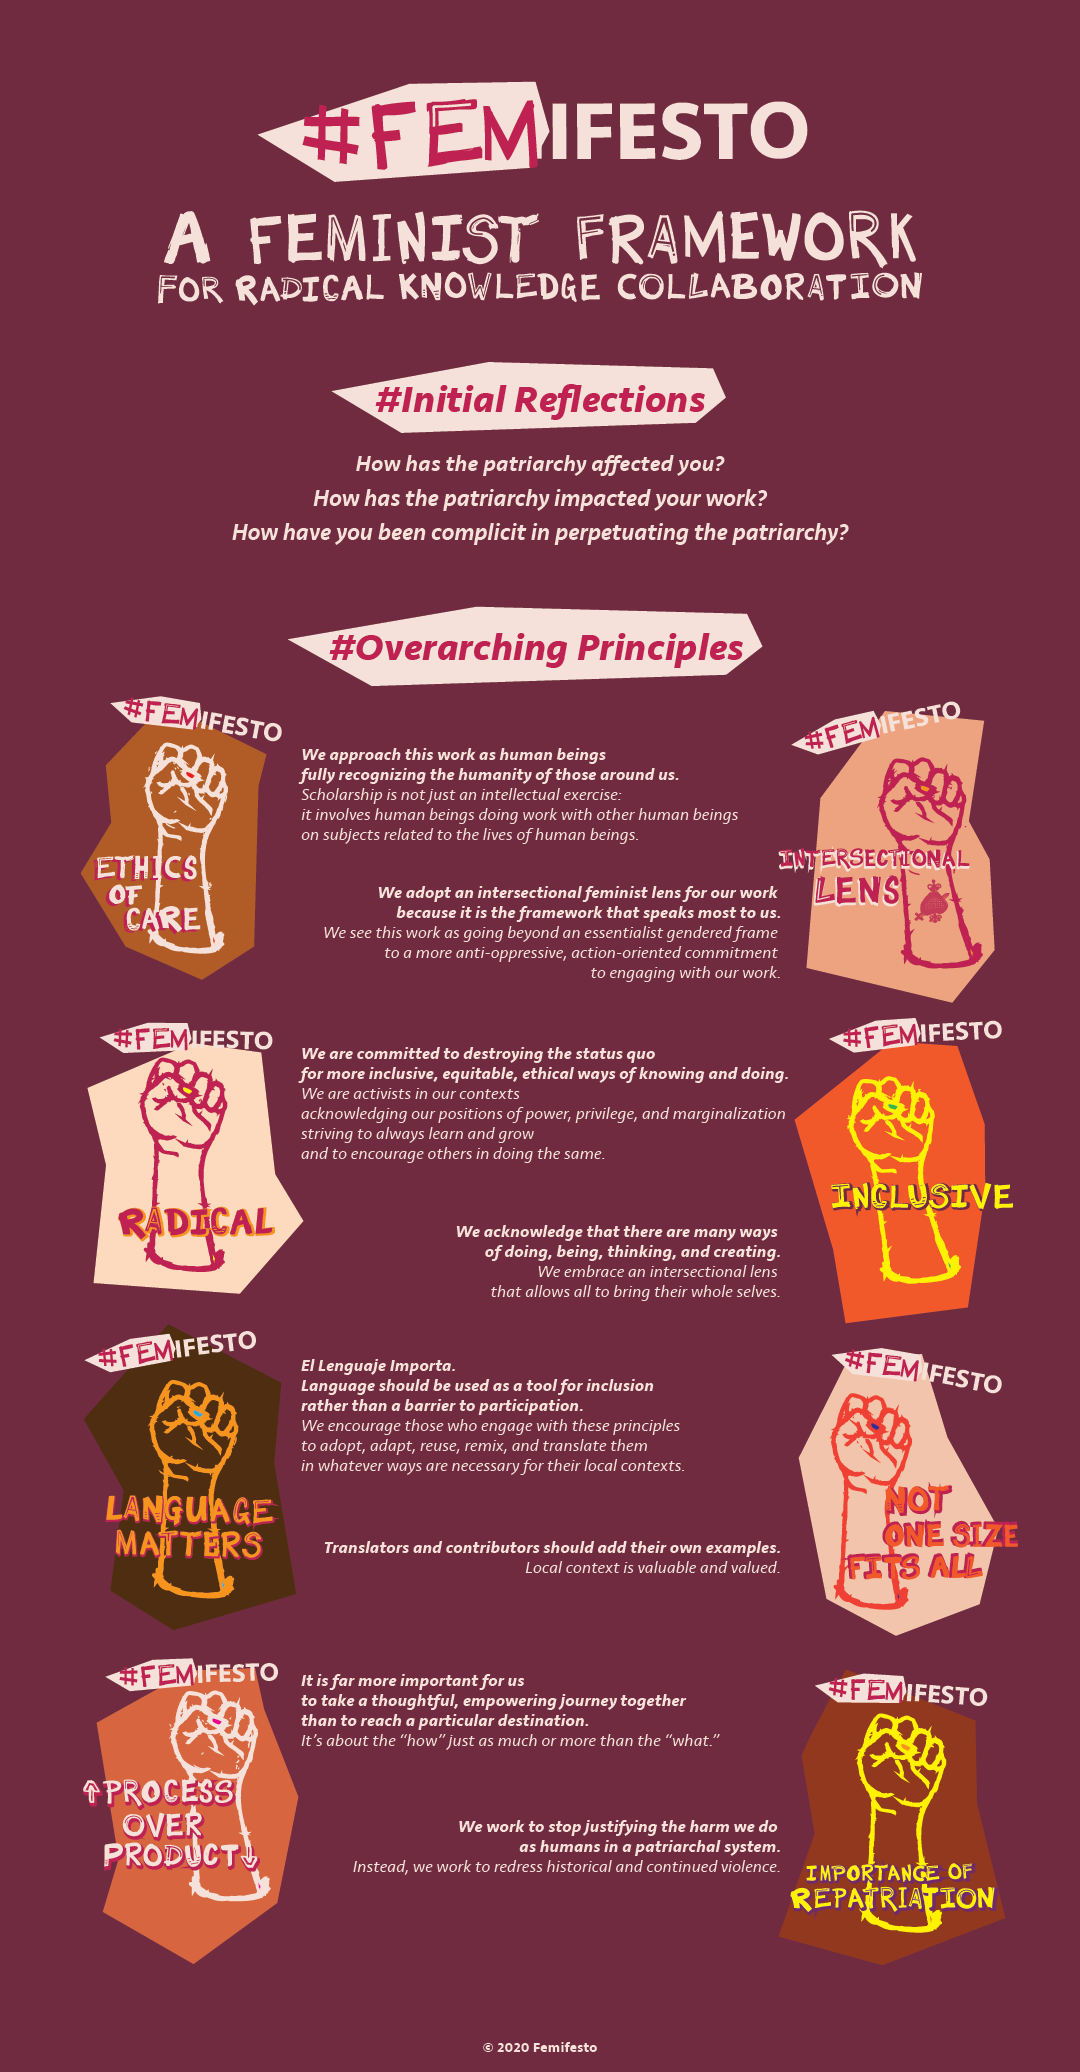 #FEMIFESTO
A FEMINIST FRAMEWORK
FOR RADICAL KNOWLEDGE COLLABORATION
#Initial Reflections
How has the patriarchy affected you?
How has the patriarchy impacted your work?
How have you been complicit in perpetuating the patriarchy?
#Overarching Principles
#FEMIFESTO
ETHICS
OF
CARE
We approach this work as human beings
fully recognizing the humanity of those around us.
Scholarship is not just an intellectual exercise:
it involves human beings doing work with other human beings
on subjects related to the lives of human beings.
#FEMIFESTO
INTERSECTIONAL
LENS
We adopt an intersectional feminist lens for our work
because it is the framework that speaks most to us.
We see this work as going beyond an essentialist gendered frame
to a more anti-oppressive, action-oriented commitment
to engaging with our work.
#FEMIFESTO
RADICAL
We are committed to destroying the status quo
for more inclusive, equitable, ethical ways of knowing and doing.
We are activists in our contexts
acknowledging our positions of power, privilege, and marginalization
striving to always learn and grow
and to encourage others in doing the same.
#FEMIFESTO
INCLUSIVE
We acknowledge that there are many ways
of doing, being, thinking, and creating.
We embrace an intersectional lens
that allows all to bring their whole selves.
#FEMIFESTO
LANGUAGE
MATTERS
El Lenguaje Importa.
Language should be used as a tool for inclusion
rather than a barrier to participation.
We encourage those who engage with these principles
to adopt, adapt, reuse, remix, and translate them
in whatever ways are necessary for their local contexts.
#FEMIFESTO
NOT
ONE SIZE
FITS ALL
Translators and contributors should add their own examples.
Local context is valuable and valued.
#FEMIFESTO
↑PROCESS
OVER
PRODUCT↓
It is far more important for us
to take a thoughtful, empowering journey together
than to reach a particular destination.
It's about the “how” just as much or more than the “what.”
#FEMIFESTO
IMPORTANCE OF
REPATRIATION
We work to stop justifying the harm we do
as humans in a patriarchal system.
Instead, we work to redress historical and continued violence.
© 2020 Femifesto